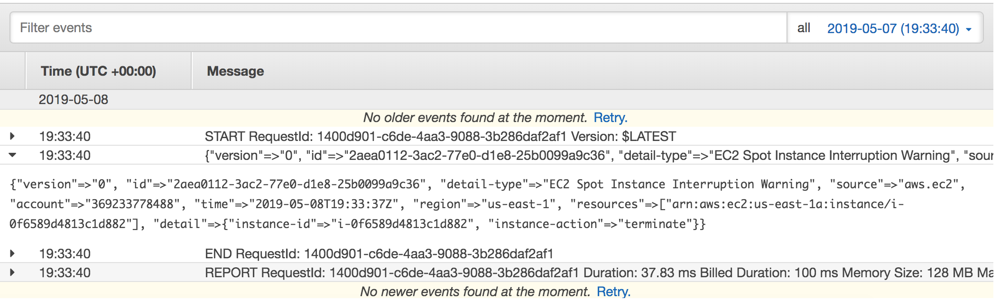 Filter events
all 2019-05-07 (19:33:40)
Time (UTC +00:00) Message
2019-05-08
No older events found at the moment. Retry.
19:33:40 START RequestId: 1400d901-c6de-4aa3-9088-3b286daf2af1 Version: $LATEST
19:33:40 {"version"=>"0", "id"=>"2aea0112-3ac2-77e0-d1e8-25b0099a9c36", "detail-type"=>"EC2 Spot Instance Interruption Warning", "sour
{"version"=>"0", "id"=>"2aea0112-3ac2-77e0-d1e8-25b0099a9c36", "detail-type"=>"EC2 Spot Instance Interruption Warning", "source"=>"aws.ec2",
"account"=>"369233778488", "time"=>"2019-05-08T19:33:37Z", "region"=>"us-east-1", "resources"=>["arn:aws:ec2:us-east-1a:instance/i-
0f6589d4813c1d882"], "detail"=>{"instance-id"=>"i-0f6589d4813c1d882", "instance-action"=>"terminate"}}
19:33:40 END RequestId: 1400d901-c6de-4aa3-9088-3b286daf2af1
19:33:40 REPORT RequestId: 1400d901-c6de-4aa3-9088-3b286daf2af1 Duration: 37.83 ms Billed Duration: 100 ms Memory Size: 128 MB Ma
No newer events found at the moment. Retry.